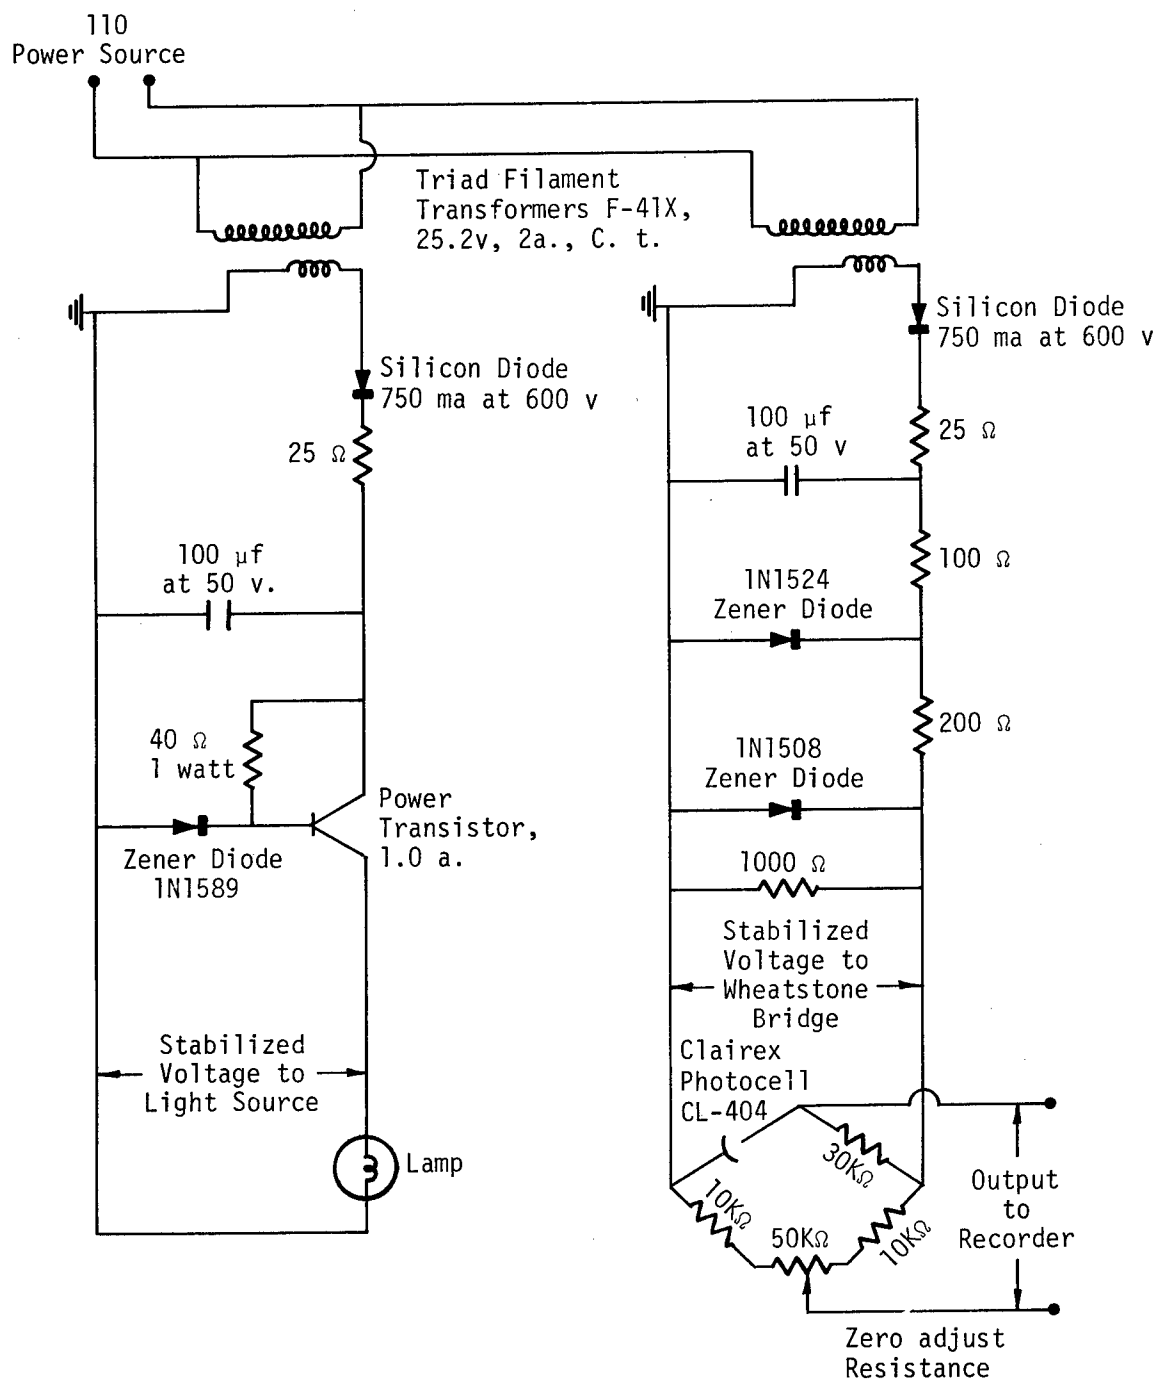 110
Power Source
Triad Filament
Transformers F-41X,
25.2v, 2a., C. t.
Silicon Diode
750 ma at 600 v
Silicon Diode
750 ma at 600 v
25 Ω
100 µf
at 50 v
25 Ω
100 µf
at 50 v.
100 Ω
1N1524
Zener Diode
40 Ω
1 watt
200 Ω
1N1508
Zener Diode
Power
Transistor,
1.0 a.
Zener Diode
1N1589
1000 Ω
Stabilized
Voltage to
Wheatstone
Bridge
Stabilized
Voltage to
Light Source
Clairex
Photocell
CL-404
Lamp
30KΩ
10KΩ
50KΩ
10KΩ
Output
to
Recorder
Zero adjust
Resistance